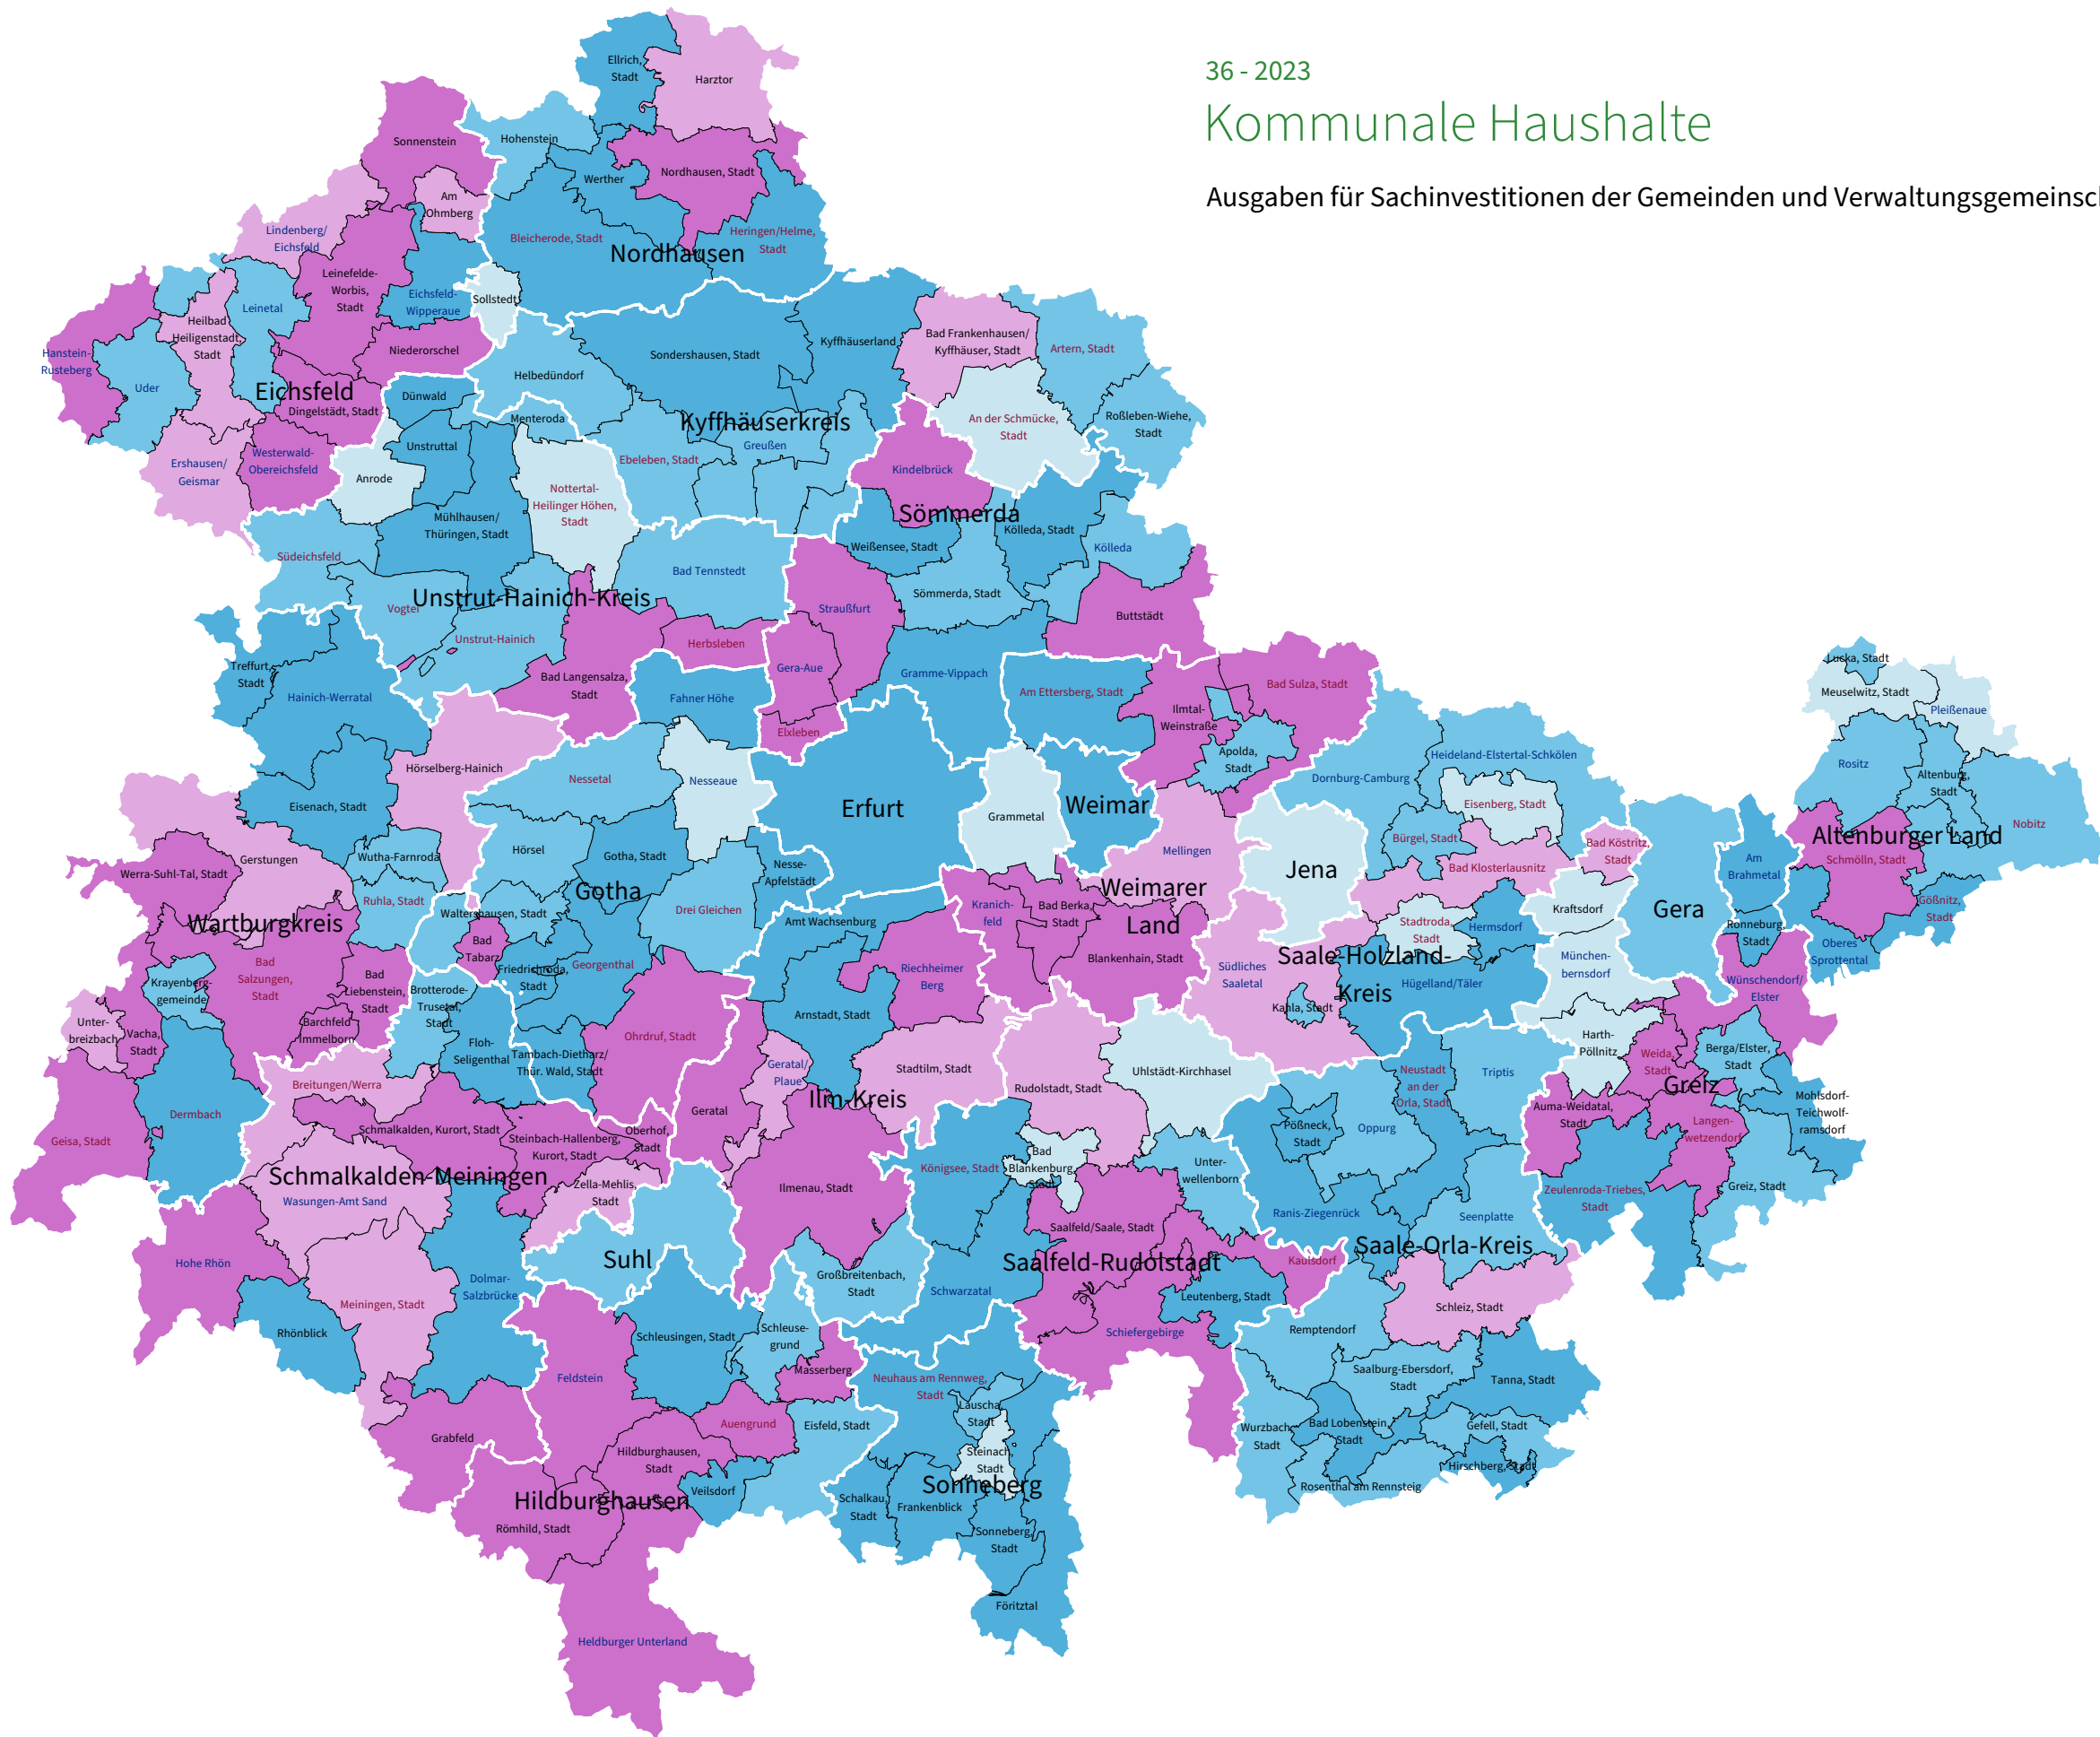 36 - 2023
Kommunale Haushalte
Ausgaben für Sachinvestitionen der Gemeinden und Verwaltungsgemeinsc
Ellrich,
Stadt
Harztor
Hohenstein
Sonnenstein
Werther
Nordhausen, Stadt
Am
Ohmberg
Lindenberg/
Eichsfeld
Bleicherode, Stadt
Heringen/Helme,
Stadt
Nordhausen
Leinefelde-
Worbis,
Stadt
Leinetal
Eichsfeld-
Wipperaue
Sollstedt
Heilbad
Heiligenstadt,
Stadt
Hanstein-
Rusteberg
Uder
Niederorschel
Eichsfeld
Dingelstädt, Stadt
Sondershausen, Stadt
Kyffhäuserland
Bad Frankenhausen/
Kyffhäuser, Stadt
Artern, Stadt
Helbedündorf
Dünwald
Menteroda
Kyffhäuserkreis
Greußen
An der Schmücke,
Stadt
Roßleben-Wiehe,
Stadt
Unstruttal
Ershausen/
Geismar
Westerwald-
Obereichsfeld
Anrode
Ebeleben, Stadt
Kindelbrück
Nottertal-
Heilinger Höhen,
Stadt
Mühlhausen/
Thüringen, Stadt
Sömmerda
Kölleda, Stadt
Weißensee, Stadt
Kölleda
Südeichsfeld
Bad Tennstedt
Sömmerda, Stadt
Vogtei
Unstrut-Hainich-Kreis
Straußfurt
Buttstädt
Unstrut-Hainich
Herbsleben
Treffurt,
Stadt
Hainich-Werratal
Bad Langensalza,
Stadt
Gera-Aue
Gramme-Vippach
Fahner Höhe
Am Ettersberg, Stadt
Bad Sulza, Stadt
Ilmtal-
Weinstraße
Elxleben
Apolda,
Stadt
Lucka, Stadt
Meuselwitz, Stadt
Pleißenaue
Hörselberg-Hainich
Nessetal
Nesseaue
Dornburg-Camburg
Heideland-Elstertal-Schkölen
Rositz
Altenburg,
Stadt
Eisenach, Stadt
Erfurt
Weimar
Grammetal
Eisenberg, Stadt
Nobitz
Altenburger Land
Schmölln, Stadt
Gerstungen
Wutha-Farnroda
Hörsel
Gotha, Stadt
Nesse-
Apfelstädt
Mellingen
Bürgel, Stadt
Bad Köstritz,
Stadt
Am
Brahmetal
Bad Klosterlausnitz
Jena
Werra-Suhl-Tal, Stadt
Gotha
Weimarer
Land
Ruhla, Stadt
Waltershausen, Stadt
Drei Gleichen
Amt Wachsenburg
Kranich-
feld
Bad Berka,
Stadt
Kraftsdorf
Gera
Gößnitz,
Stadt
Wartburgkreis
Stadtroda,
Stadt
Hermsdorf
Ronneburg,
Stadt
Oberes
Sprottental
Bad
Tabarz
Friedrichroda,
Stadt
Georgenthal
Riechheimer
Berg
Blankenhain, Stadt
Südliches
Saaletal
Saale-Holzland-
Kreis
Hügelland/Täler
München-
bernsdorf
Wünschendorf/
Elster
Bad
Salzungen,
Stadt
Krayenberg-
gemeinde
Bad
Liebenstein,
Stadt
Brotterode-
Trusetal,
Stadt
Arnstadt, Stadt
Kahla, Stadt
Unter-
breizbach
Vacha,
Stadt
Barchfeld-
Immelborn
Floh-
Seligenthal
Tambach-Dietharz/
Thür. Wald, Stadt
Ohrdruf, Stadt
Harth-
Pöllnitz
Weida,
Stadt
Berga/Elster,
Stadt
Geratal/
Plaue
Stadtilm, Stadt
Rudolstadt, Stadt
Uhlstädt-Kirchhasel
Neustadt
an der
Orla, Stadt
Triptis
Greiz
Breitungen/Werra
Ilm-Kreis
Geratal
Dermbach
Geisa, Stadt
Schmalkalden, Kurort, Stadt
Steinbach-Hallenberg,
Kurort, Stadt
Oberhof,
Stadt
Pößneck,
Stadt
Oppurg
Auma-Weidatal,
Stadt
Langen-
wetzendorf
Mohlsdorf-
Teichwolf-
ramsdorf
Bad
Blankenburg,
Stadt
Königsee, Stadt
Unter-
wellenborn
Schmalkalden-Meiningen
Wasungen-Amt Sand
Zella-Mehlis,
Stadt
Ilmenau, Stadt
Zeulenroda-Triebes,
Stadt
Greiz, Stadt
Saalfeld/Saale, Stadt
Ranis-Ziegenrück
Seenplatte
Hohe Rhön
Suhl
Saalfeld-Rudolstadt
Kaulsdorf
Saale-Orla-Kreis
Dolmar-
Salzbrücke
Großbreitenbach,
Stadt
Schwarzatal
Leutenberg, Stadt
Meiningen, Stadt
Schleiz, Stadt
Rhönblick
Schleusingen, Stadt
Schleuse-
grund
Schiefergebirge
Remptendorf
Masserberg
Feldstein
Neuhaus am Rennweg,
Stadt
Saalburg-Ebersdorf,
Stadt
Tanna, Stadt
Lauscha,
Stadt
Auengrund
Eisfeld, Stadt
Wurzbach,
Stadt
Bad Lobenstein,
Stadt
Gefell, Stadt
Grabfeld
Hildburghausen,
Stadt
Steinach,
Stadt
Hirschberg, Stadt
Rosenthal am Rennsteig
Hildburghausen
Veilsdorf
Schalkau,
Stadt
Frankenblick
Sonneberg
Römhild, Stadt
Sonneberg,
Stadt
Föritztal
Heldburger Unterland